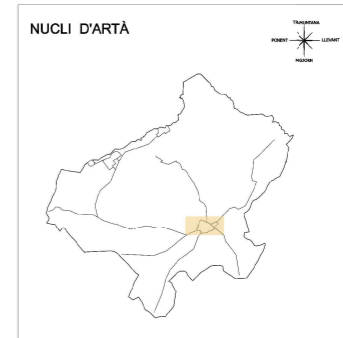 NUCLI D'ARTÀ
TRAMUNTANA
PONENT
LLEVANT
MIGJORN